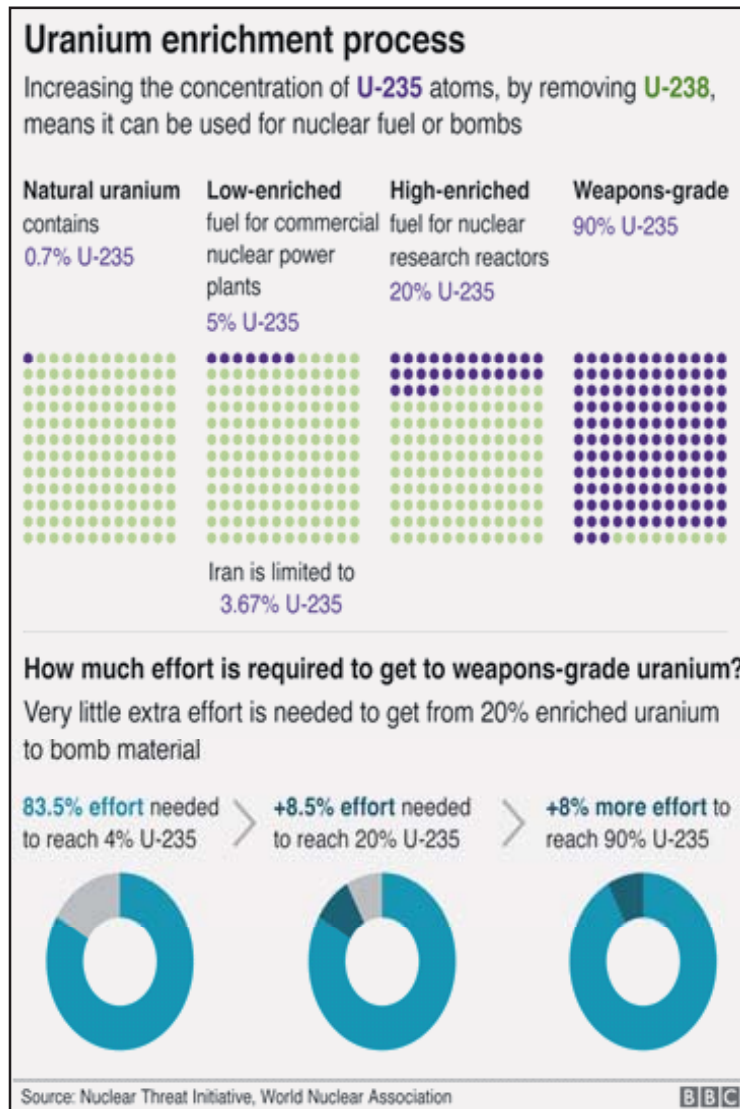 Uranium enrichment process
Increasing the concentration of U-235 atoms, by removing U-238,
means it can be used for nuclear fuel or bombs
Natural uranium
contains
0.7% U-235
Low-enriched
fuel for commercial
nuclear power
plants
5% U-235
High-enriched
fuel for nuclear
research reactors
20% U-235
Weapons-grade
90% U-235
Iran is limited to
3.67% U-235
How much effort is required to get to weapons-grade uranium?
Very little extra effort is needed to get from 20% enriched uranium
to bomb material
83.5% effort needed
to reach 4% U-235
+8.5% effort needed
to reach 20% U-235
+8% more effort to
reach 90% U-235
Source: Nuclear Threat Initiative, World Nuclear Association
BBC